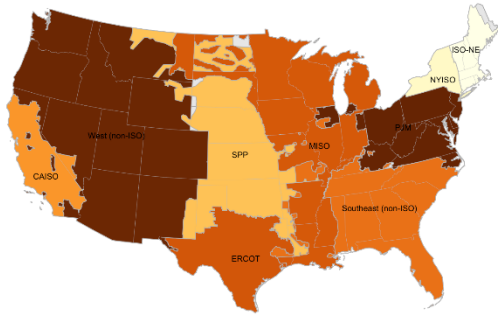 ISO-NE
NYISO
PJM
West (non-ISO)
MISO
SPP
CAISO
Southeast (non-ISO)
ERCOT